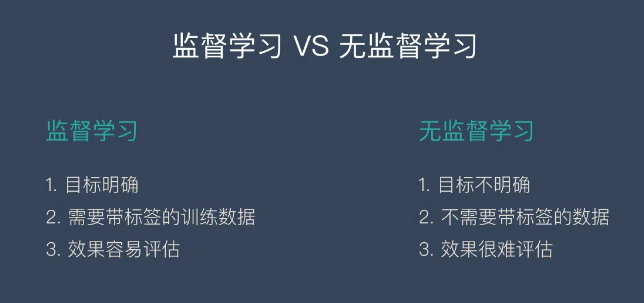 监督学习 VS 无监督学习
监督学习
1. 目标明确
2. 需要带标签的训练数据
3. 效果容易评估
无监督学习
1. 目标不明确
2. 不需要带标签的数据
3. 效果很难评估